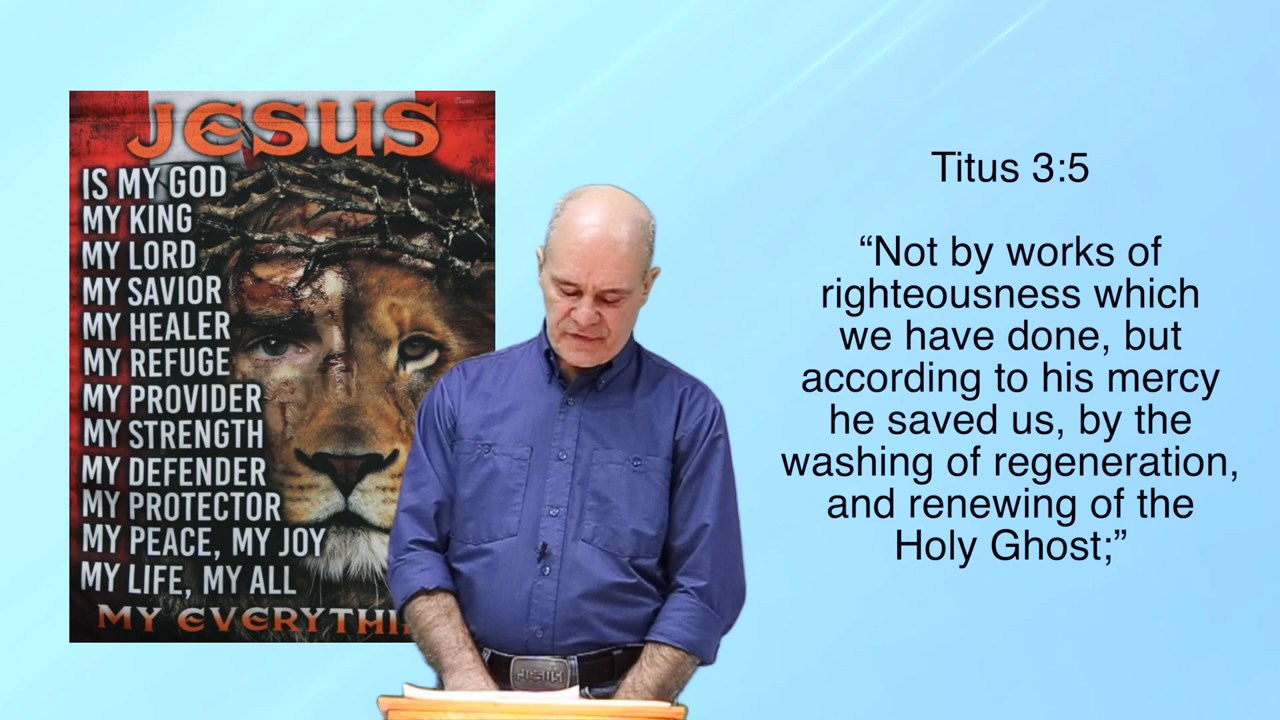 JESUS
IS MY GOD
MY KING
MY LORD
MY SAVIOR
MY HEALER
MY REFUGE
MY PROVIDER
MY STRENGTH
MY DEFENDER
MY PROTECTOR
MY PEACE, MY JOY
MY LIFE, MY ALL
MY EVERYTHI
JESUS
Titus 3:5
“Not by works of
righteousness which
we have done, but
according to his mercy
he saved us, by the
washing of regeneration,
and renewing of the
Holy Ghost;”